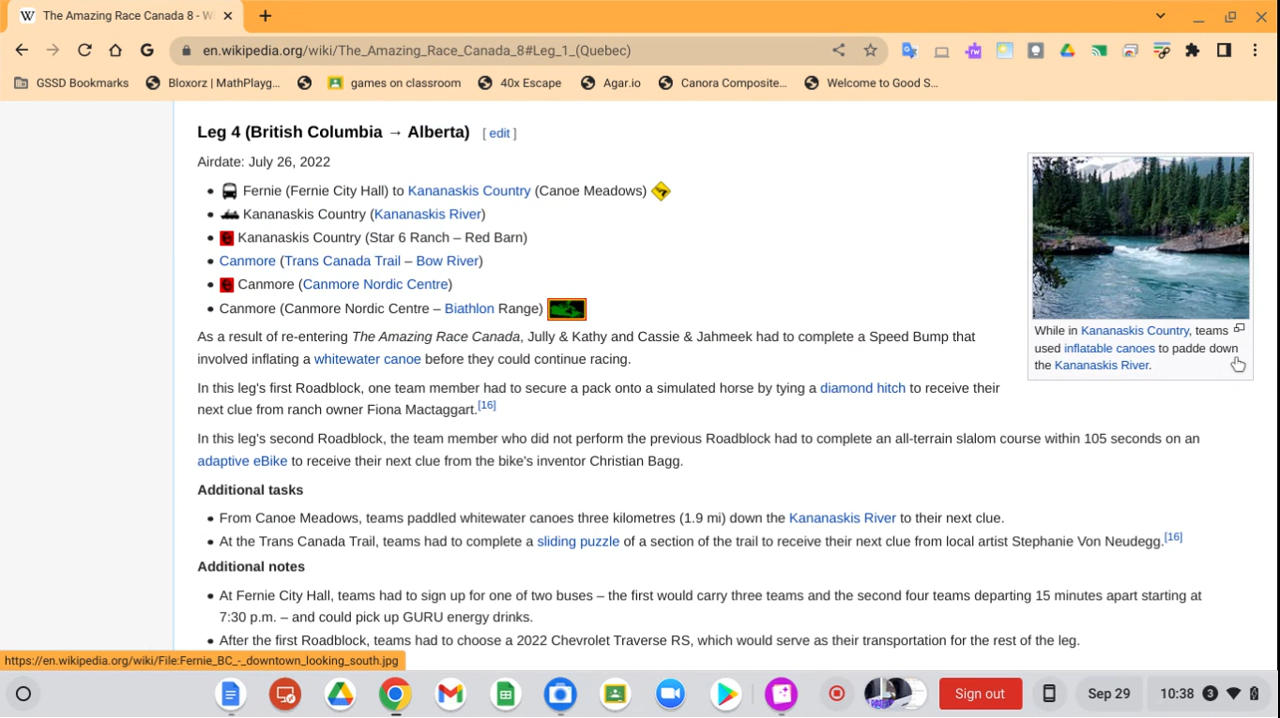 The Amazing Race Canada 8 - W
en.wikipedia.org/wiki/The_Amazing_Race_Canada_8#Leg_1_(Quebec)
GSSD Bookmarks Bloxorz | MathPlayg... games on classroom 40x Escape Agar.io Canora Composite... Welcome to Good S...
Leg 4 (British Columbia → Alberta) [ edit ]
Airdate: July 26, 2022
• Fernie (Fernie City Hall) to Kananaskis Country (Canoe Meadows)
• Kananaskis Country (Kananaskis River)
• Kananaskis Country (Star 6 Ranch – Red Barn)
• Canmore (Trans Canada Trail – Bow River)
• Canmore (Canmore Nordic Centre)
• Canmore (Canmore Nordic Centre – Biathlon Range)
While in Kananaskis Country, teams
used inflatable canoes to padde down
the Kananaskis River.
As a result of re-entering The Amazing Race Canada, Jully & Kathy and Cassie & Jahmeek had to complete a Speed Bump that
involved inflating a whitewater canoe before they could continue racing.
In this leg's first Roadblock, one team member had to secure a pack onto a simulated horse by tying a diamond hitch to receive their
next clue from ranch owner Fiona Mactaggart.[16]
In this leg's second Roadblock, the team member who did not perform the previous Roadblock had to complete an all-terrain slalom course within 105 seconds on an
adaptive eBike to receive their next clue from the bike's inventor Christian Bagg.
Additional tasks
• From Canoe Meadows, teams paddled whitewater canoes three kilometres (1.9 mi) down the Kananaskis River to their next clue.
• At the Trans Canada Trail, teams had to complete a sliding puzzle of a section of the trail to receive their next clue from local artist Stephanie Von Neudegg.[16]
Additional notes
• At Fernie City Hall, teams had to sign up for one of two buses – the first would carry three teams and the second four teams departing 15 minutes apart starting at
7:30 p.m. – and could pick up GURU energy drinks.
• After the first Roadblock, teams had to choose a 2022 Chevrolet Traverse RS, which would serve as their transportation for the rest of the leg.
https://en.wikipedia.org/wiki/File:Fernie_BC_-_downtown_looking_south.jpg
Sign out Sep 29 10:38 3